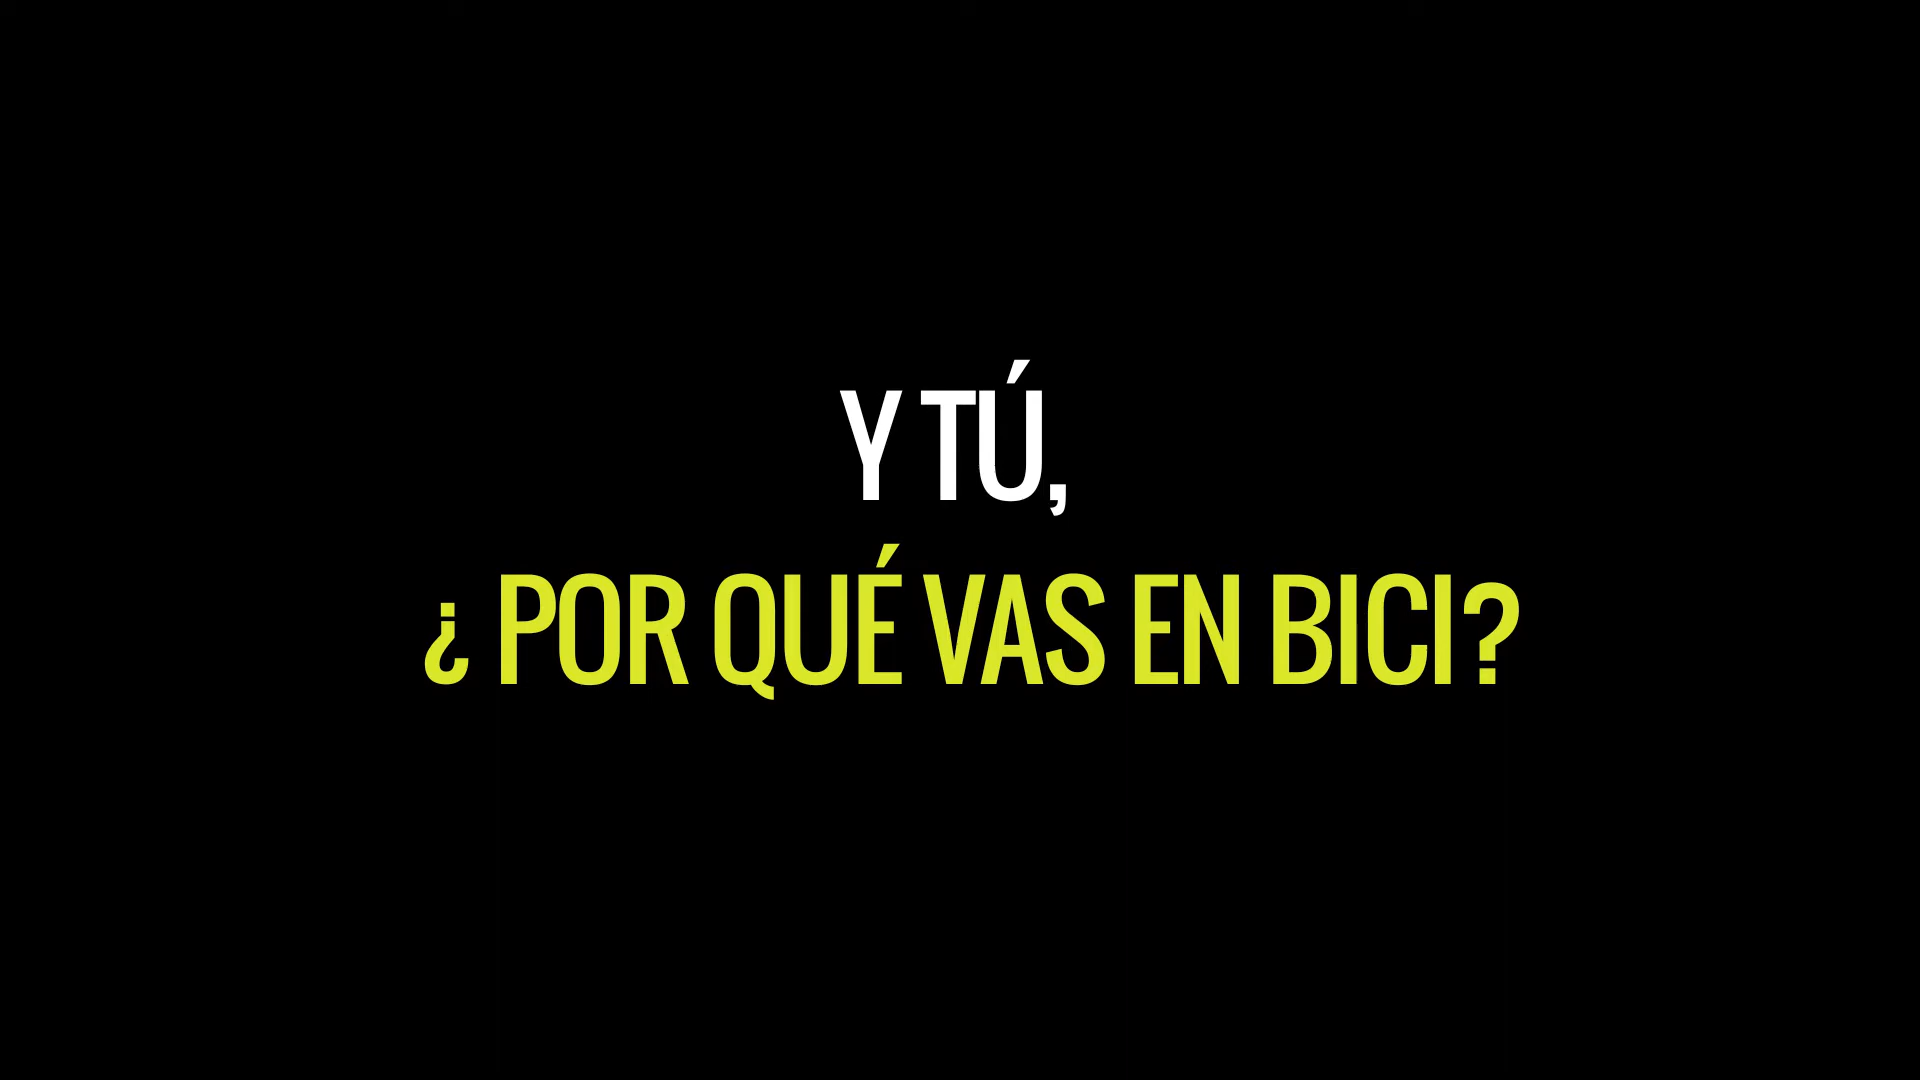 Y TÚ,
¿ POR QUÉ VAS EN BICI?